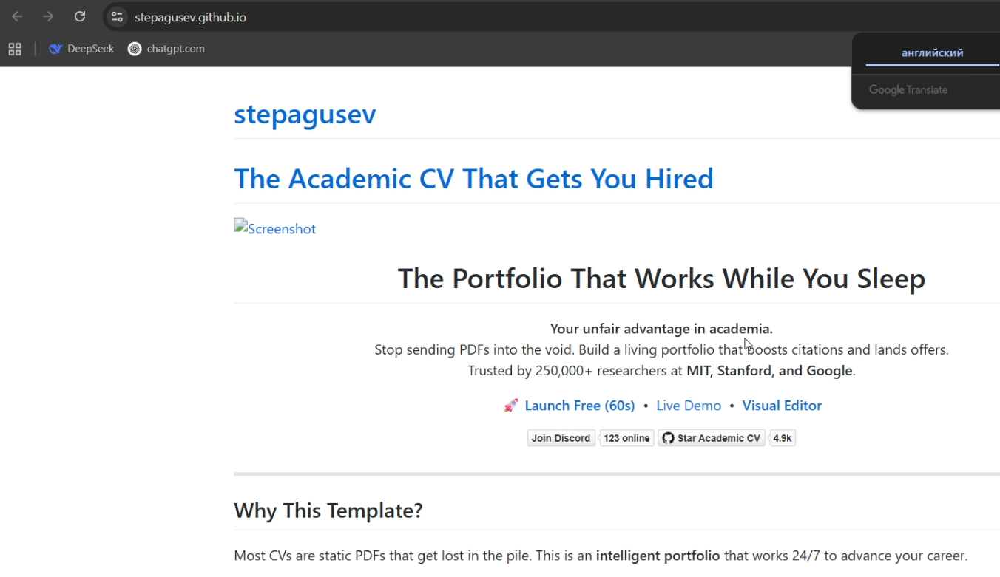 stepagusev.github.io
DeepSeek chatgpt.com
английский
Google Translate
stepagusev
The Academic CV That Gets You Hired
Screenshot
The Portfolio That Works While You Sleep
Your unfair advantage in academia.
Stop sending PDFs into the void. Build a living portfolio that boosts citations and lands offers.
Trusted by 250,000+ researchers at MIT, Stanford, and Google.
🚀 Launch Free (60s) • Live Demo • Visual Editor
Join Discord 123 online Star Academic CV 4.9k
Why This Template?
Most CVs are static PDFs that get lost in the pile. This is an intelligent portfolio that works 24/7 to advance your career.